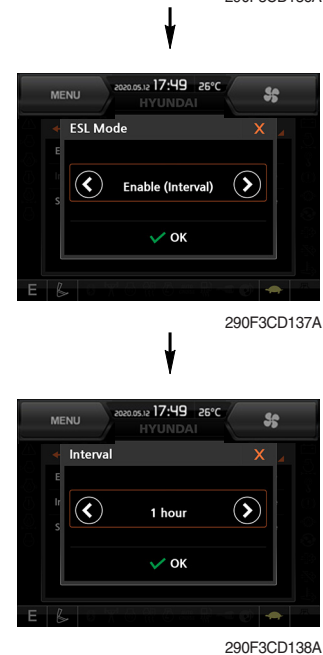 MENU 2020.05.12 17:49 26°C
HYUNDAI
ESL Mode X
E
S
Enable (Interval)
OK
E
290F3CD137A
MENU 2020.05.12 17:49 26°C
HYUNDAI
Interval X
E
S
1 hour
OK
E
290F3CD138A